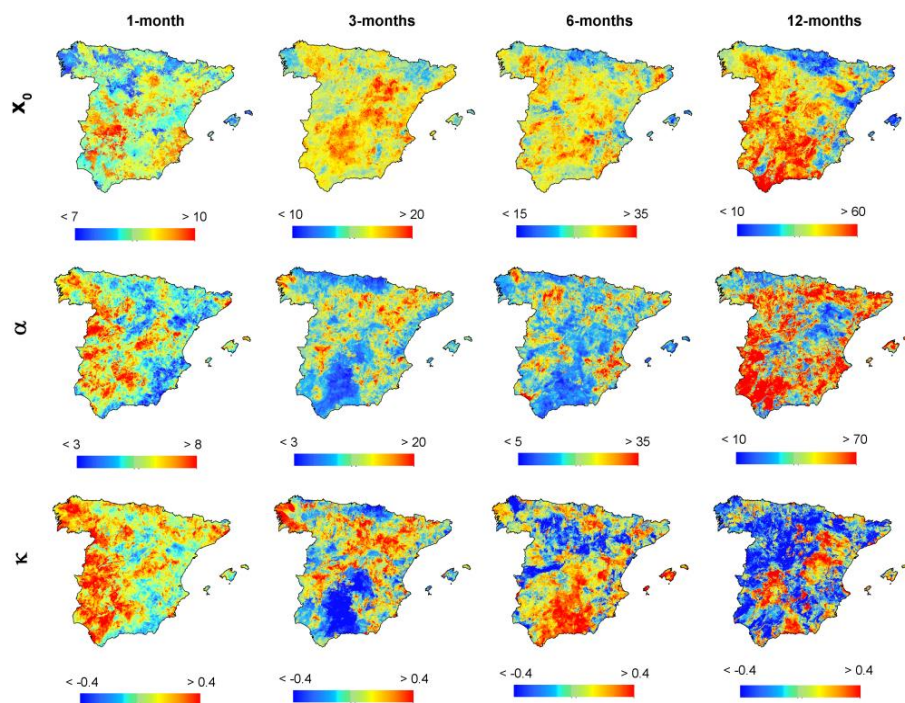 1-month 3-months 6-months 12-months
x₀
< 7 > 10 < 10 > 20 < 15 > 35 < 10 > 60
α
< 3 > 8 < 3 > 20 < 5 > 35 < 10 > 70
κ
< -0.4 > 0.4 < -0.4 > 0.4 < -0.4 > 0.4 < -0.4 > 0.4